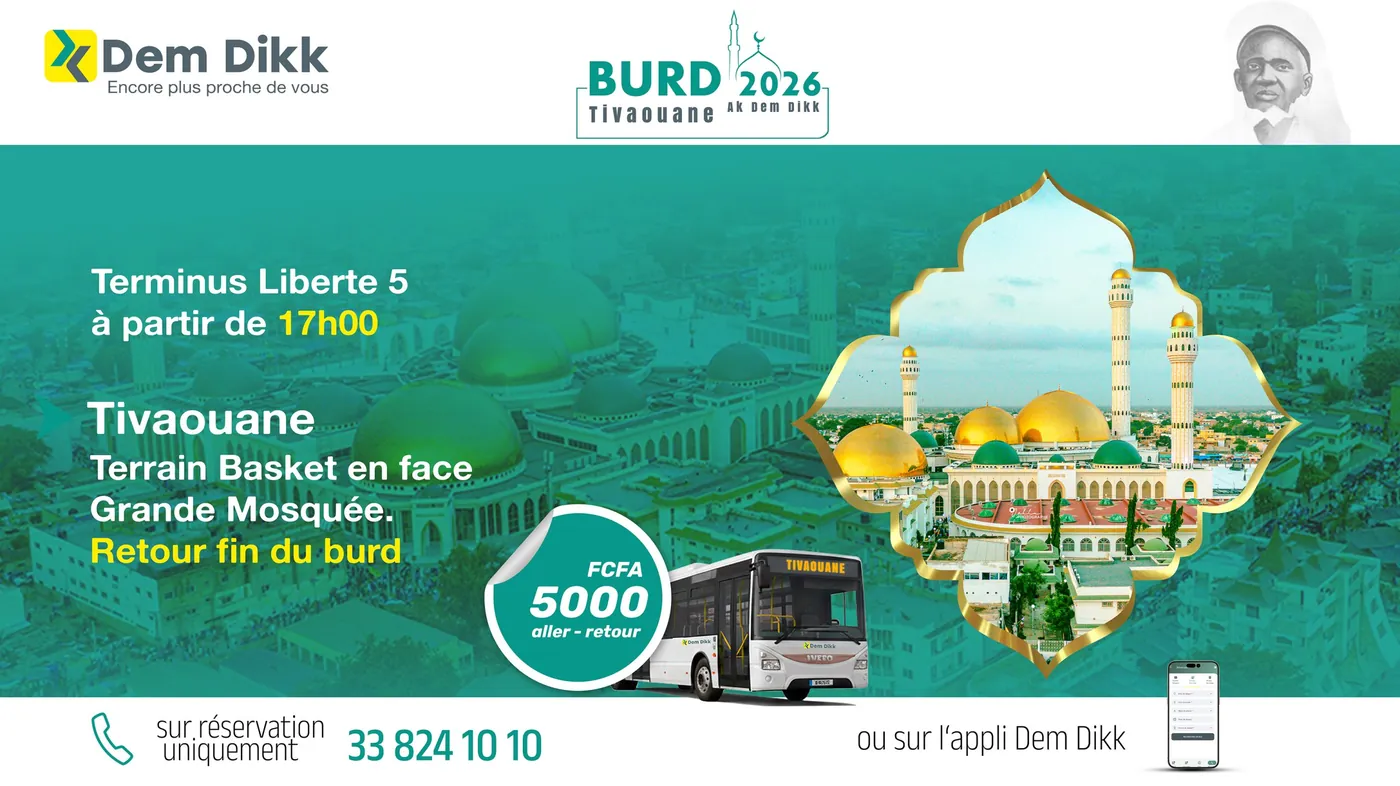 Dem Dikk
Encore plus proche de vous
BURD 2026
Tivaouane Ak Dem Dikk
Terminus Liberte 5
à partir de 17h00
Tivaouane
Terrain Basket en face
Grande Mosquée.
Retour fin du burd
FCFA
5000
aller - retour
TIVAOUANE
Dem Dikk
Dem Dikk
IVECO
sur réservation
uniquement
33 824 10 10
ou sur l'appli Dem Dikk